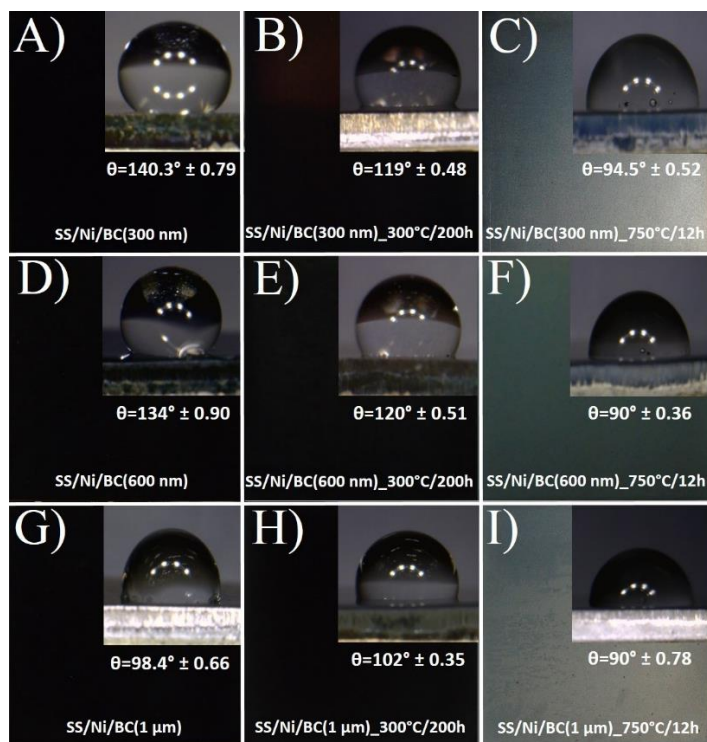 A)
θ=140.3° ± 0.79
SS/Ni/BC(300 nm)
B)
θ=119° ± 0.48
SS/Ni/BC(300 nm)_300°C/200h
C)
θ=94.5° ± 0.52
SS/Ni/BC(300 nm)_750°C/12h
D)
θ=134° ± 0.90
SS/Ni/BC(600 nm)
E)
θ=120° ± 0.51
SS/Ni/BC(600 nm)_300°C/200h
F)
θ=90° ± 0.36
SS/Ni/BC(600 nm)_750°C/12h
G)
θ=98.4° ± 0.66
SS/Ni/BC(1 µm)
H)
θ=102° ± 0.35
SS/Ni/BC(1 µm)_300°C/200h
I)
θ=90° ± 0.78
SS/Ni/BC(1 µm)_750°C/12h